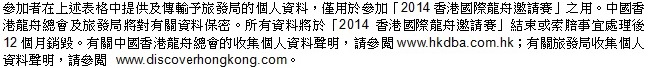 參加者在上述表格中提供及傳輸予旅發局的個人資料，僅用於參加「2014 香港國際龍舟邀請賽」之用。中國香
港龍舟總會及旅發局將對有關資料保密。所有資料將於「2014 香港國際龍舟邀請賽」結束或索賠事宜處理後
12 個月銷毀。有關中國香港龍舟總會的收集個人資料聲明，請參閱 www.hkdba.com.hk；有關旅發局收集個人
資料聲明，請參閱 www.discoverhongkong.com。